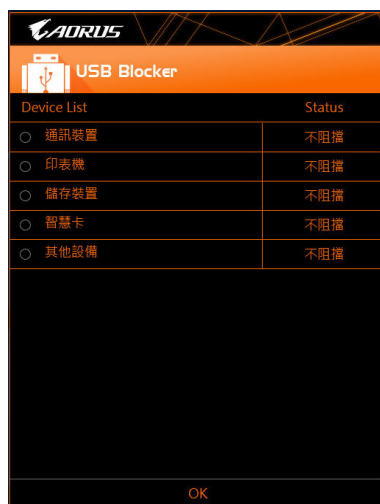 AORUS
USB Blocker
Device List Status
通訊裝置 不阻擋
印表機 不阻擋
儲存裝置 不阻擋
智慧卡 不阻擋
其他設備 不阻擋
OK